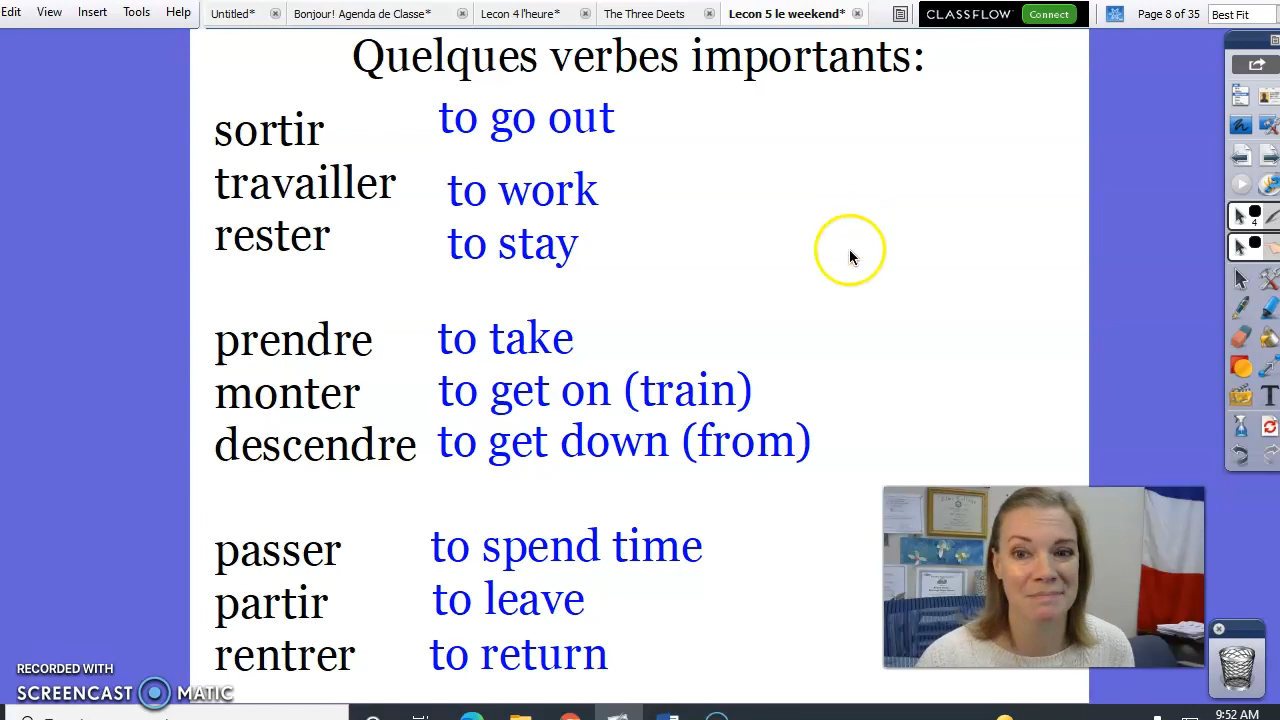 Edit View Insert Tools Help Untitled* Bonjour Agenda de Classe* Lecon 4 l'heure* The Three Deets Lecon 5 le weekend* CLASSFLOW Connect Page 8 of 35 Best Fit
Quelques verbes importants:
sortir to go out
travailler to work
rester to stay
4
prendre to take
monter to get on (train)
descendre to get down (from)
T
passer to spend time
partir to leave
rentrer to return
RECORDED WITH
SCREENCAST MATIC
9:52 AM